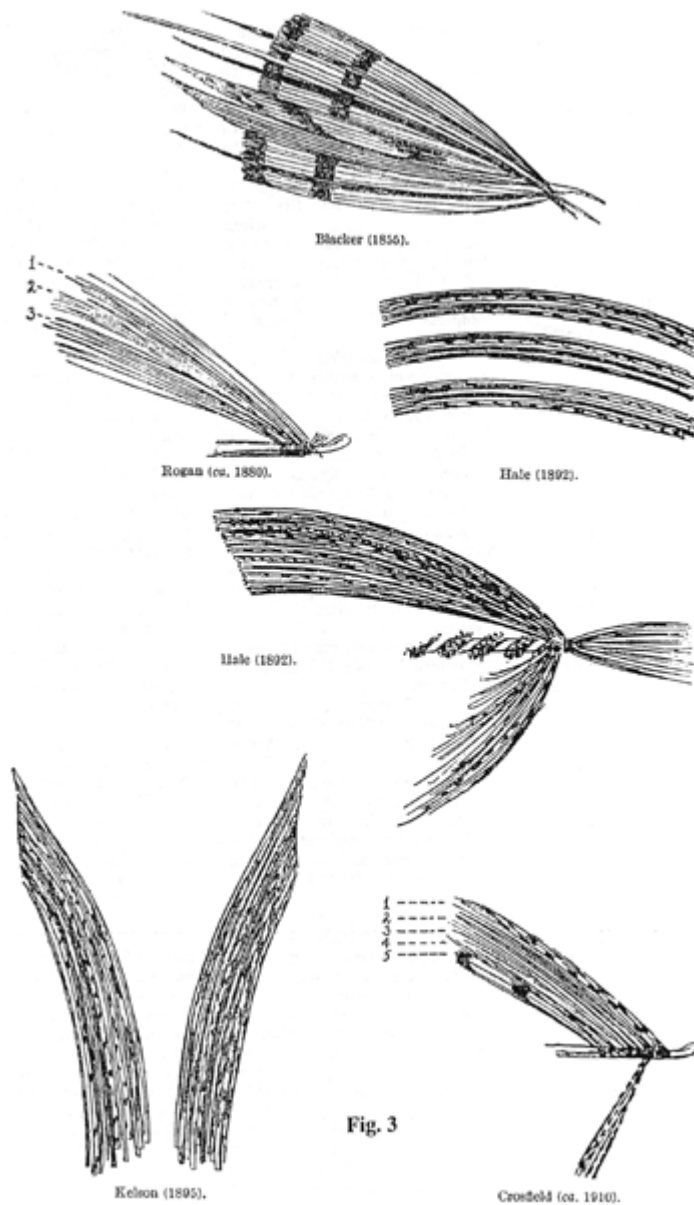 Blacker (1855).
1
2
3
Rogan (ca. 1880).
Hale (1892).
Hale (1892).
1
2
3
4
5
Fig. 3
Kelson (1895).
Crosfield (ca. 1910).